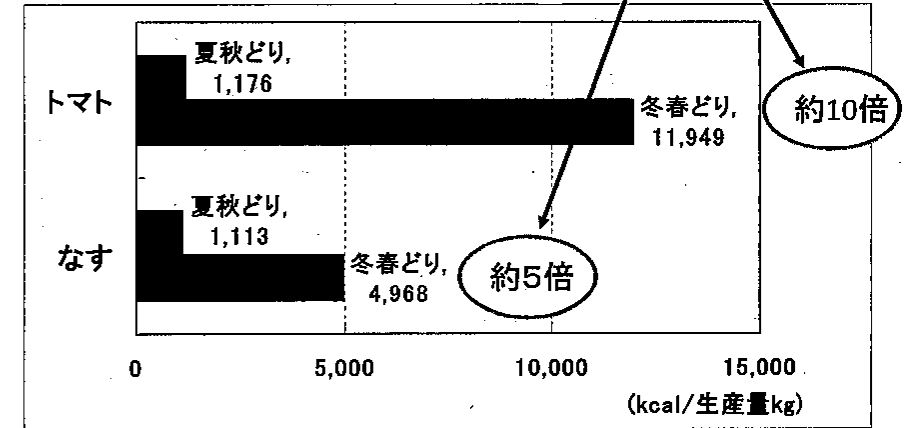 夏秋どり,
1,176
トマト
冬春どり,
11,949
約10倍
夏秋どり,
1,113
なす
冬春どり,
4,968
約5倍
0 5,000 10,000 15,000
(kcal/生産量kg)